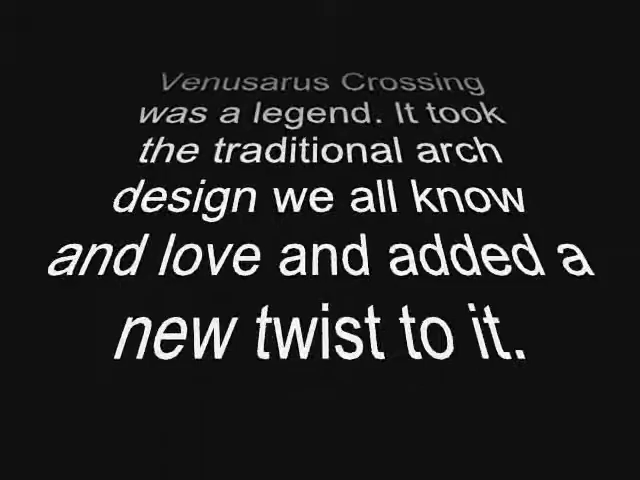 Venusarus Crossing
was a legend. It took
the traditional arch
design we all know
and love and added a
new twist to it.